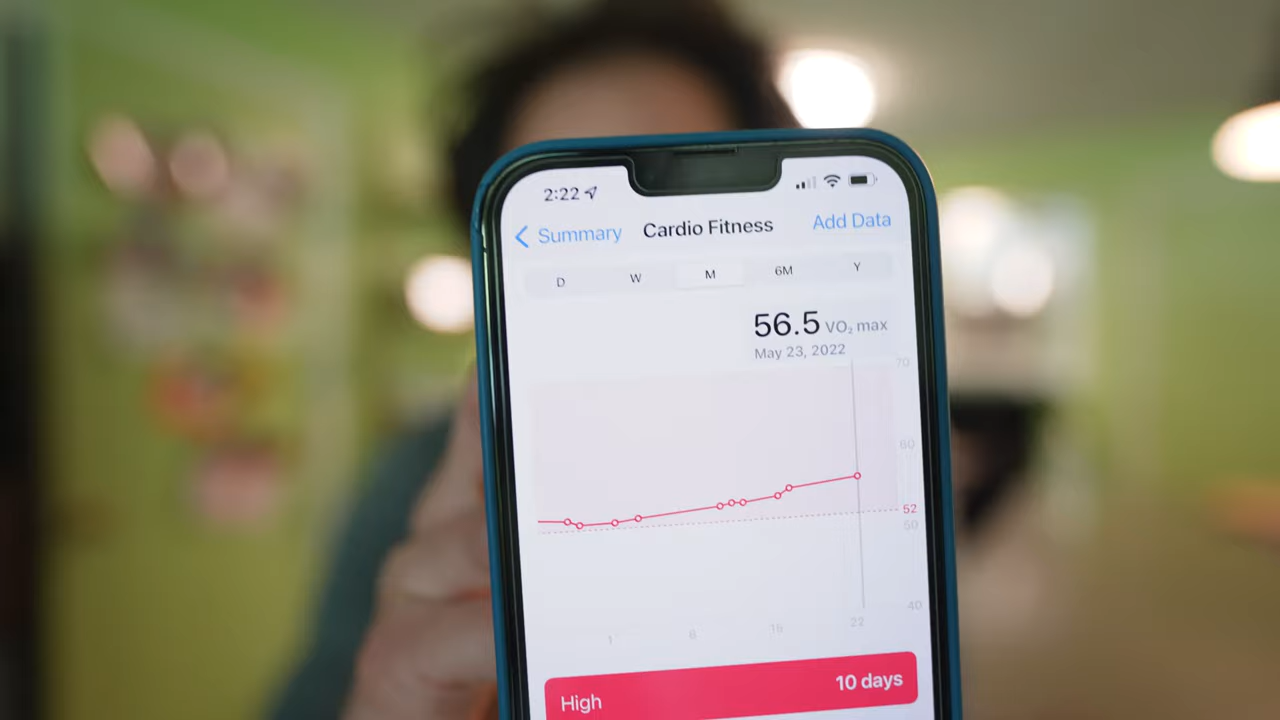 2:22
Summary Cardio Fitness Add Data
D W M 6M Y
56.5 VO₂ max
May 23, 2022
70
60
52
50
40
1 8 15 22
High 10 days